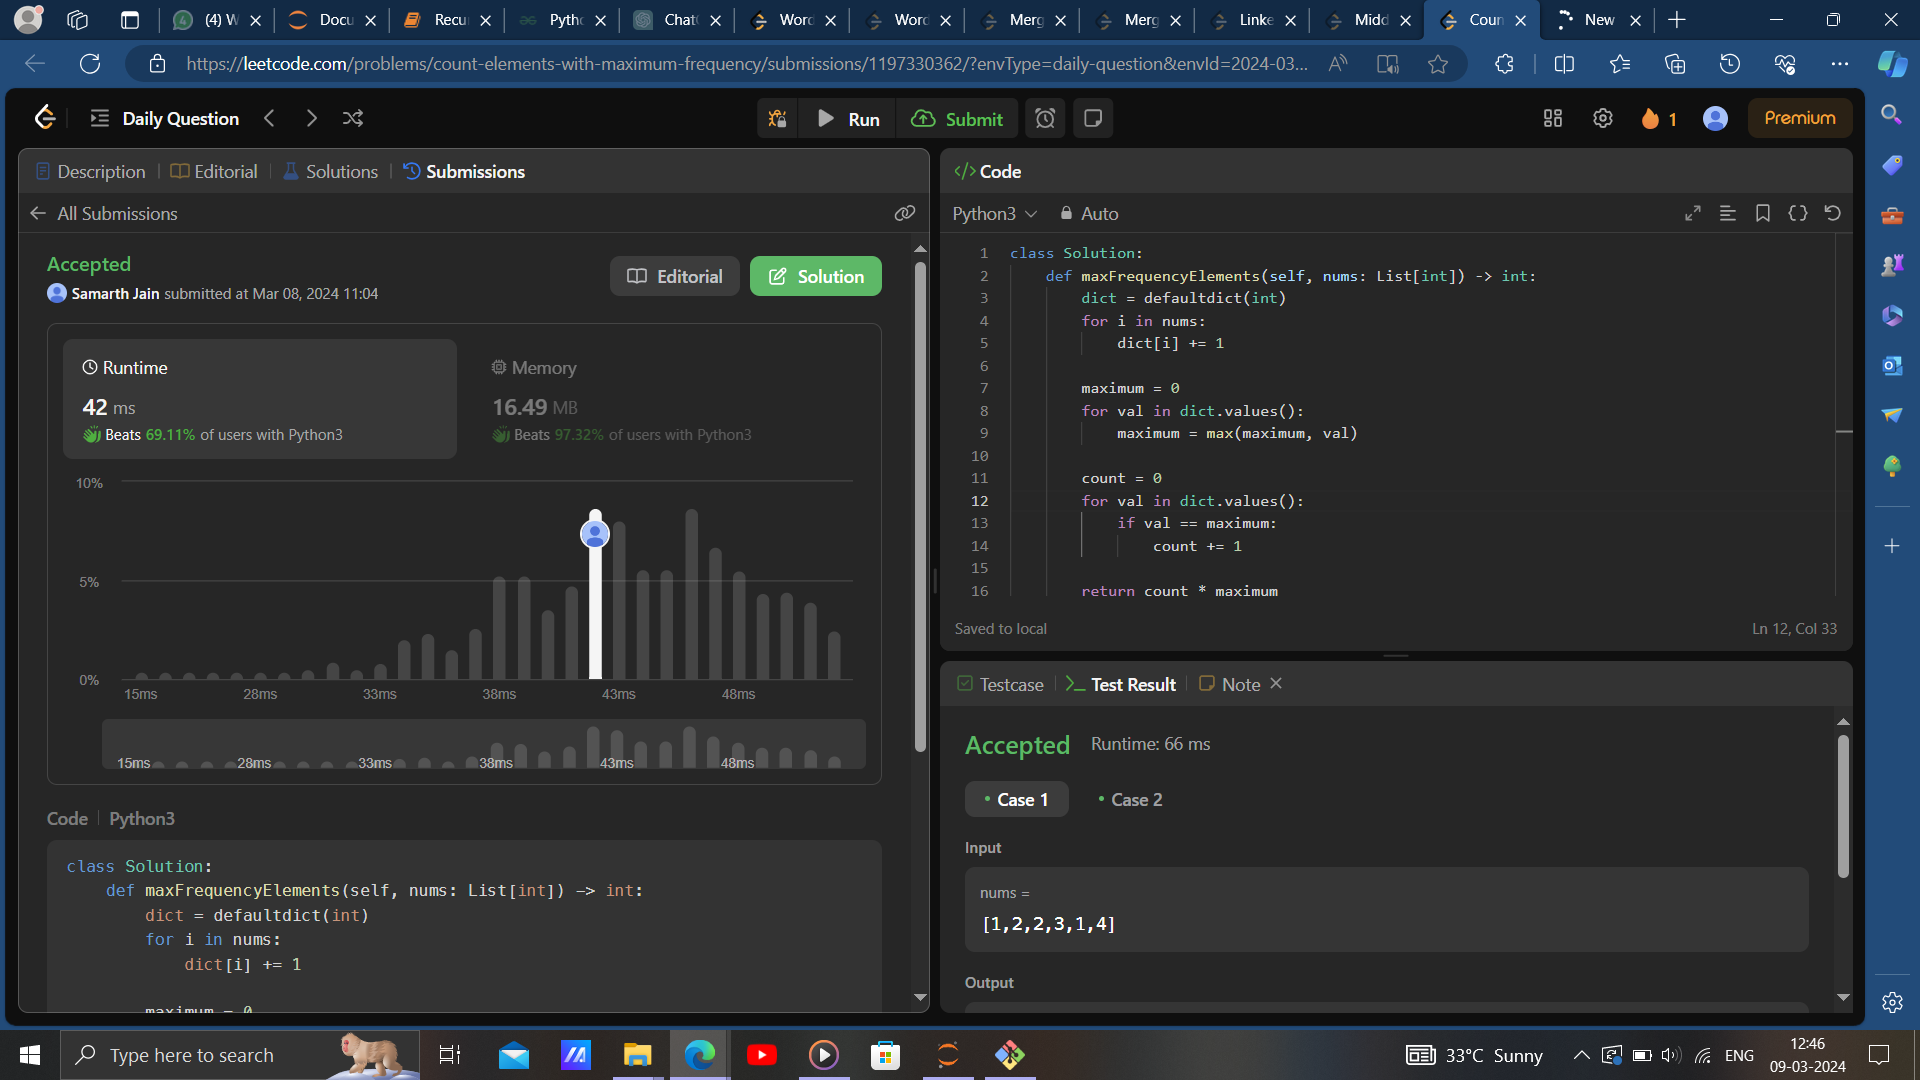 (4) W
Docu
Recu
Pyth
Chat
Word
Word
Merg
Merg
Linke
Midd
Coun
New
https://leetcode.com/problems/count-elements-with-maximum-frequency/submissions/1197330362/?envType=daily-question&envId=2024-03...
Daily Question
Run
Submit
1
Premium
Description
Editorial
Solutions
Submissions
All Submissions
Accepted
Samarth Jain submitted at Mar 08, 2024 11:04
Editorial
Solution
Runtime
42 ms
Beats 69.11% of users with Python3
Memory
16.49 MB
Beats 97.32% of users with Python3
10%
5%
0%
15ms 28ms 33ms 38ms 43ms 48ms
15ms 28ms 33ms 38ms 43ms 48ms
Code | Python3
class Solution:
    def maxFrequencyElements(self, nums: List[int]) -> int:
        dict = defaultdict(int)
        for i in nums:
            dict[i] += 1
        maximum = 0
</> Code
Python3
Auto
1 class Solution:
2     def maxFrequencyElements(self, nums: List[int]) -> int:
3         dict = defaultdict(int)
4         for i in nums:
5             dict[i] += 1
6
7         maximum = 0
8         for val in dict.values():
9             maximum = max(maximum, val)
10
11         count = 0
12         for val in dict.values():
13             if val == maximum:
14                 count += 1
15
16         return count * maximum
Saved to local
Ln 12, Col 33
Testcase
Test Result
Note
Accepted
Runtime: 66 ms
Case 1
Case 2
Input
nums =
[1,2,2,3,1,4]
Output
Type here to search
33°C Sunny
ENG
12:46
09-03-2024